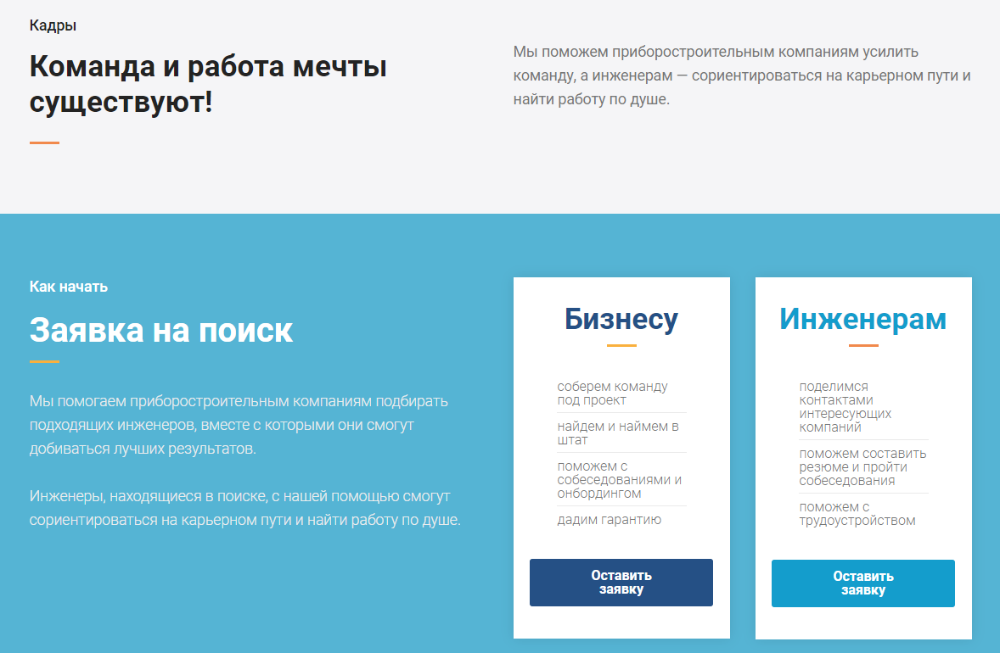 Кадры
Команда и работа мечты
существуют!
Мы поможем приборостроительным компаниям усилить
команду, а инженерам — сориентироваться на карьерном пути и
найти работу по душе.
Как начать
Заявка на поиск
Мы помогаем приборостроительным компаниям подбирать
подходящих инженеров, вместе с которыми они смогут
добиваться лучших результатов.
Инженеры, находящиеся в поиске, с нашей помощью смогут
сориентироваться на карьерном пути и найти работу по душе.
Бизнесу
соберем команду
под проект
найдем и наймем в
штат
поможем с
собеседованиями и
онбордингом
дадим гарантию
Оставить
заявку
Инженерам
поделимся
контактами
интересующих
компаний
поможем составить
резюме и пройти
собеседования
поможем с
трудоустройством
Оставить
заявку